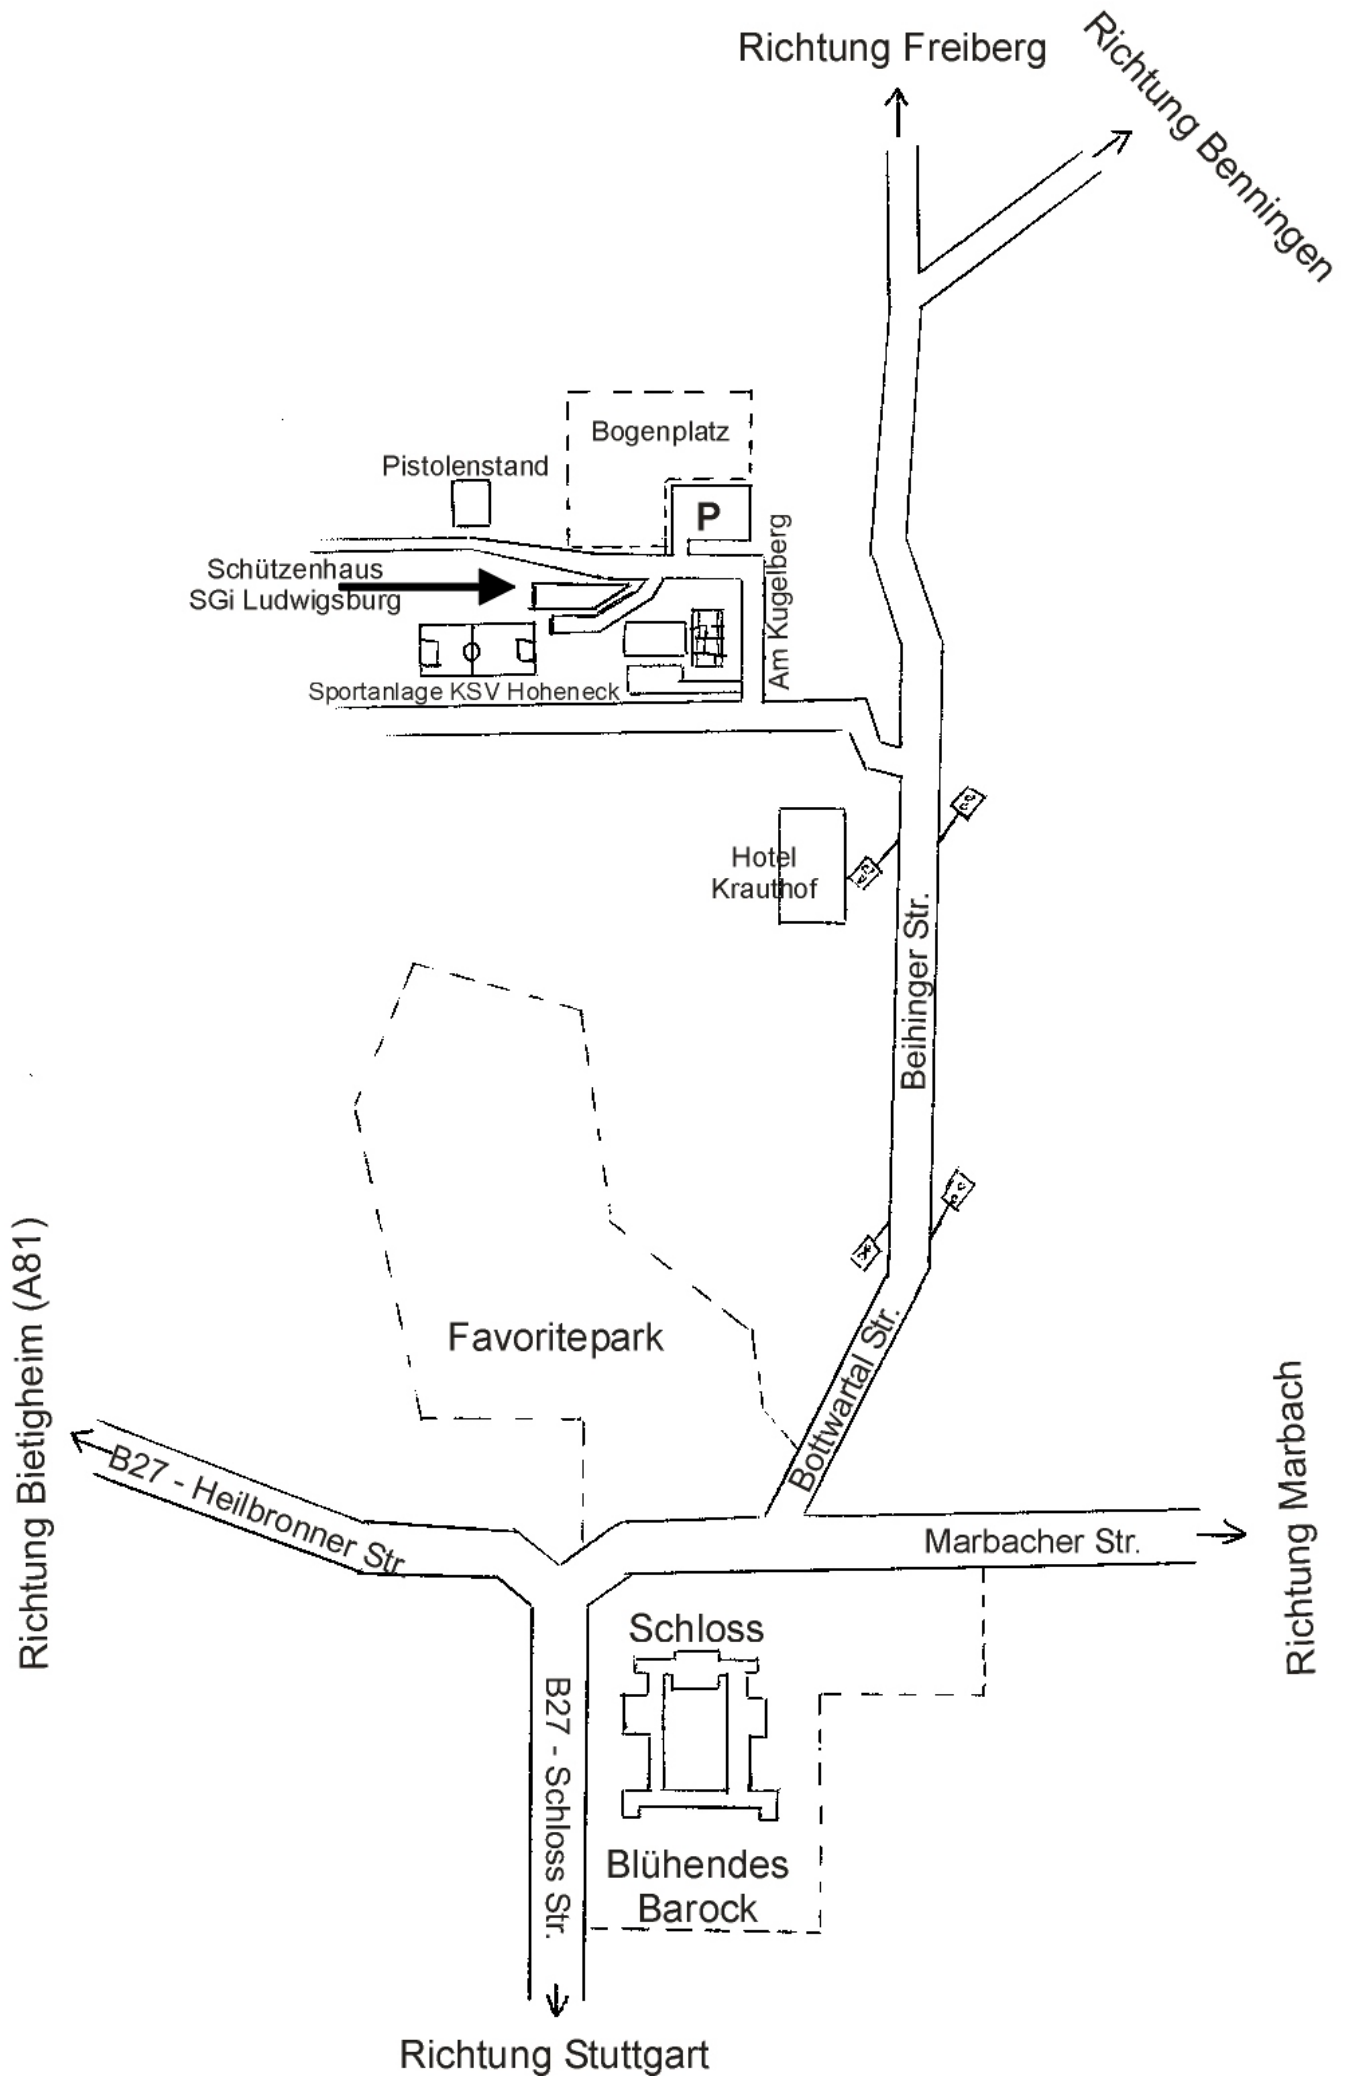 Richtung Freiberg
Richtung Benningen
Bogenplatz
Pistolenstand
P
Am Kugelberg
Schützenhaus
SGi Ludwigsburg
Sportanlage KSV Hoheneck
Hotel
Krauthof
Beihinger Str.
Favoritepark
Bottwartal Str.
Richtung Bietigheim (A81)
B27 - Heilbronner Str
Marbacher Str.
Richtung Marbach
Schloss
B27 - Schloss Str.
Blühendes
Barock
Richtung Stuttgart